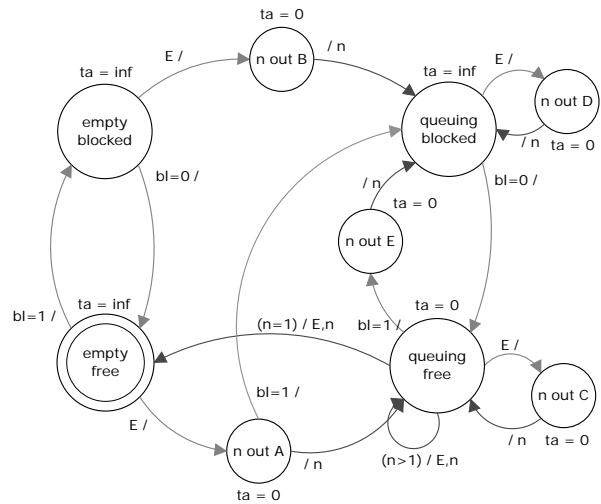 ta = 0
E /
n out B
/ n
ta = inf
ta = inf
E /
n out D
empty
blocked
queuing
blocked
/ n
ta = 0
bl=0 /
bl=0 /
/ n
ta = 0
n out E
ta = inf
ta = 0
bl=1 /
(n=1) / E,n
bl=1 /
empty
free
queuing
free
E /
n out C
bl=1 /
E /
n out A
/ n
(n>1) / E,n
/ n
ta = 0
ta = 0